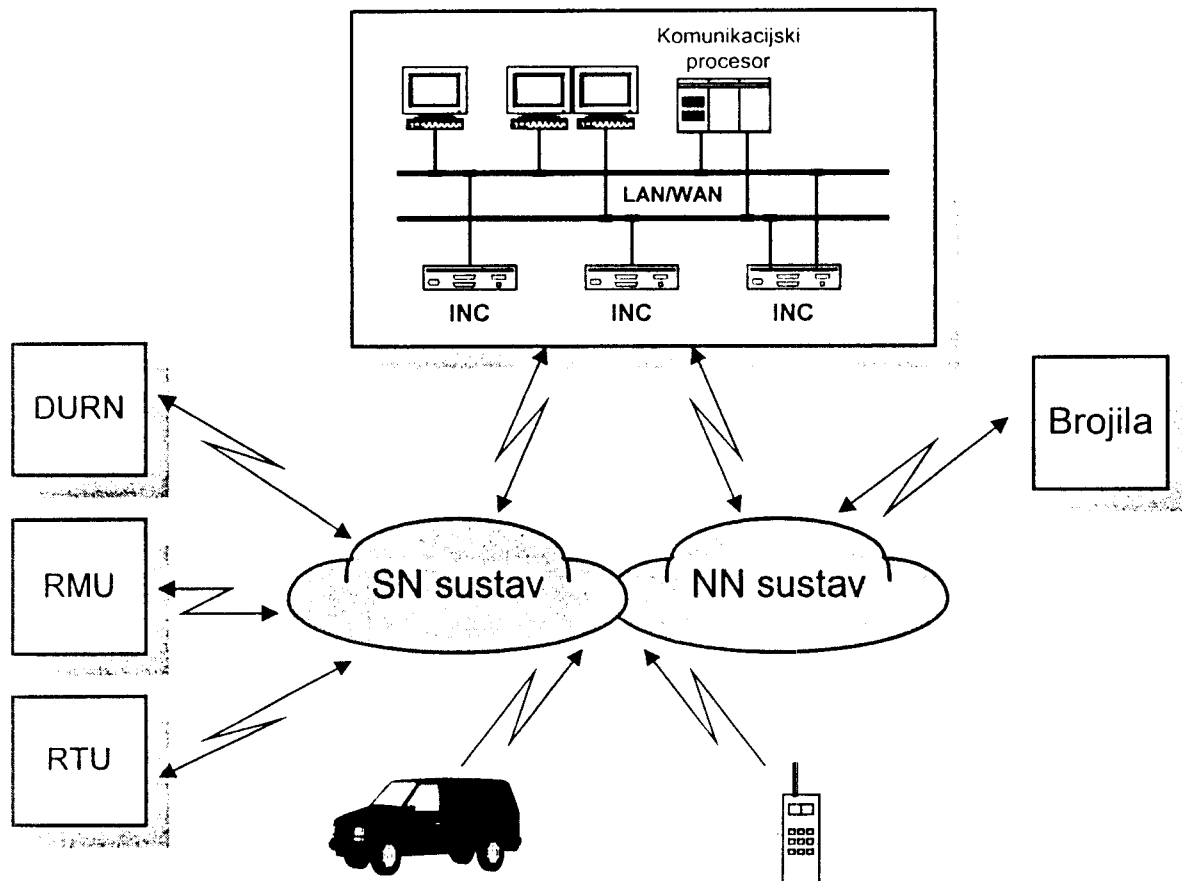 Komunikacijski
procesor
LAN/WAN
INC INC INC
DURN
Brojila
RMU
SN sustav NN sustav
RTU